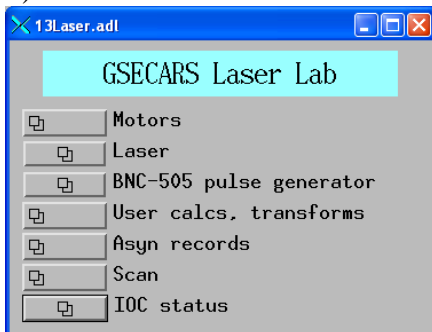 13Laser.adl
GSECARS Laser Lab
Motors
Laser
BNC-505 pulse generator
User calcs, transforms
Asyn records
Scan
IOC status